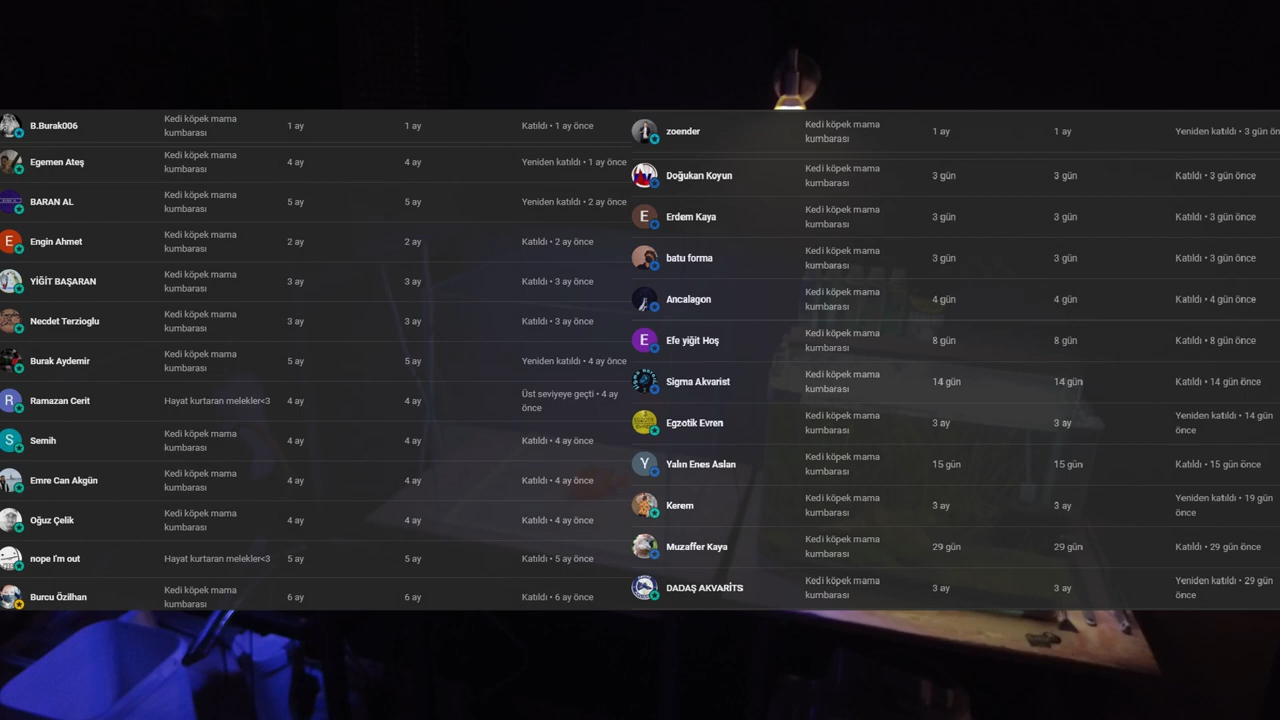 B.Burak006 Kedi köpek mama kumbarası 1 ay 1 ay Katıldı • 1 ay önce
Egemen Ateş Kedi köpek mama kumbarası 4 ay 4 ay Yeniden katıldı • 1 ay önce
BARAN AL Kedi köpek mama kumbarası 5 ay 5 ay Yeniden katıldı • 2 ay önce
Engin Ahmet Kedi köpek mama kumbarası 2 ay 2 ay Katıldı • 2 ay önce
YİĞİT BAŞARAN Kedi köpek mama kumbarası 3 ay 3 ay Katıldı • 3 ay önce
Necdet Terzioglu Kedi köpek mama kumbarası 3 ay 3 ay Katıldı • 3 ay önce
Burak Aydemir Kedi köpek mama kumbarası 5 ay 5 ay Yeniden katıldı • 4 ay önce
Ramazan Cerit Hayat kurtaran melekler<3 4 ay 4 ay Üst seviyeye geçti • 4 ay önce
Semih Kedi köpek mama kumbarası 4 ay 4 ay Katıldı • 4 ay önce
Emre Can Akgün Kedi köpek mama kumbarası 4 ay 4 ay Katıldı • 4 ay önce
Oğuz Çelik Kedi köpek mama kumbarası 4 ay 4 ay Katıldı • 4 ay önce
nope I'm out Hayat kurtaran melekler<3 5 ay 5 ay Katıldı • 5 ay önce
Burcu Özilhan Kedi köpek mama kumbarası 6 ay 6 ay Katıldı • 6 ay önce
zoender Kedi köpek mama kumbarası 1 ay 1 ay Yeniden katıldı • 3 gün ön
Doğukan Koyun Kedi köpek mama kumbarası 3 gün 3 gün Katıldı • 3 gün önce
Erdem Kaya Kedi köpek mama kumbarası 3 gün 3 gün Katıldı • 3 gün önce
batu forma Kedi köpek mama kumbarası 3 gün 3 gün Katıldı • 3 gün önce
Ancalagon Kedi köpek mama kumbarası 4 gün 4 gün Katıldı • 4 gün önce
Efe yiğit Hoş Kedi köpek mama kumbarası 8 gün 8 gün Katıldı • 8 gün önce
Sigma Akvarist Kedi köpek mama kumbarası 14 gün 14 gün Katıldı • 14 gün önce
Egzotik Evren Kedi köpek mama kumbarası 3 ay 3 ay Yeniden katıldı • 14 gün önce
Yalın Enes Aslan Kedi köpek mama kumbarası 15 gün 15 gün Katıldı • 15 gün önce
Kerem Kedi köpek mama kumbarası 3 ay 3 ay Yeniden katıldı • 19 gün önce
Muzaffer Kaya Kedi köpek mama kumbarası 29 gün 29 gün Katıldı • 29 gün önce
DADAŞ AKVARİTS Kedi köpek mama kumbarası 3 ay 3 ay Yeniden katıldı • 29 gün önce